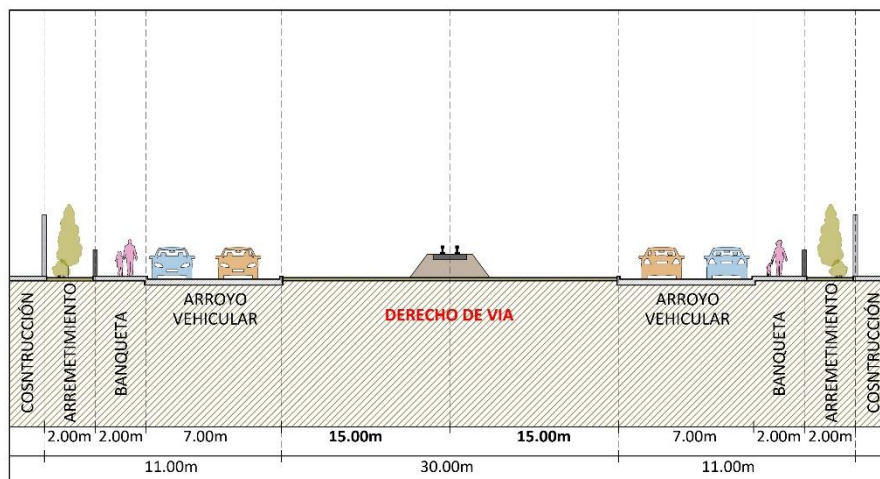 COSNTRUCCIÓN
ARREMETIMIENTO
BANQUETA
ARROYO
VEHICULAR
DERECHO DE VIA
ARROYO
VEHICULAR
BANQUETA
ARREMETIMIENTO
COSNTRUCCIÓN
2.00m 2.00m 7.00m 15.00m 15.00m 7.00m 2.00m 2.00m
11.00m 30.00m 11.00m